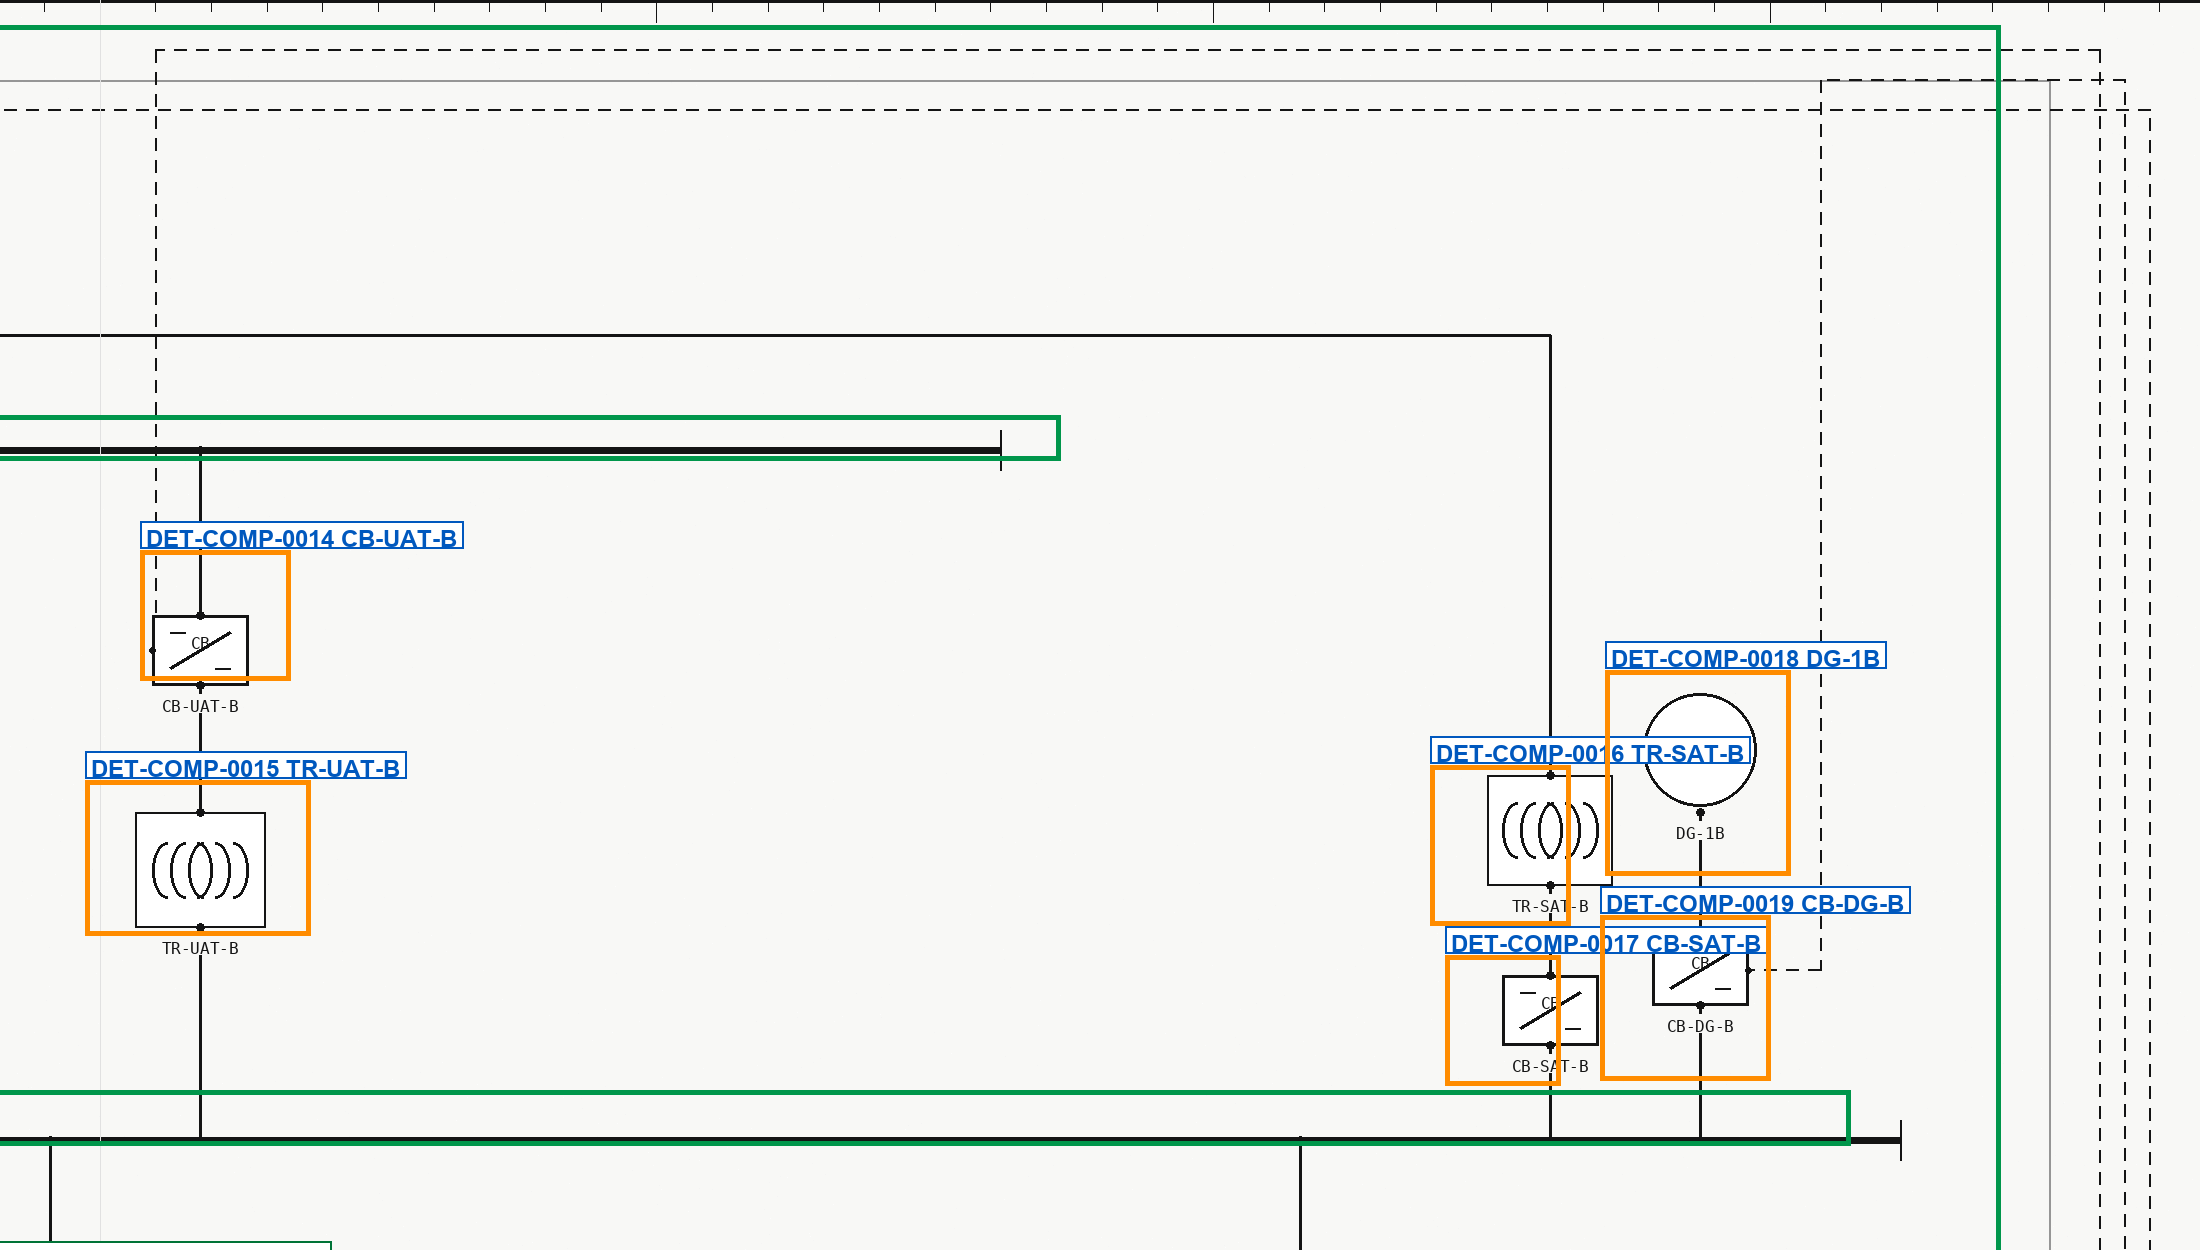 DET-COMP-0014 CB-UAT-B
CB
CB-UAT-B
DET-COMP-0015 TR-UAT-B
TR-UAT-B
DET-COMP-0018 DG-1B
DET-COMP-0016 TR-SAT-B
DG-1B
TR-SAT-B
DET-COMP-0019 CB-DG-B
DET-COMP-0017 CB-SAT-B
CB
CB
CB-DG-B
CB-SAT-B